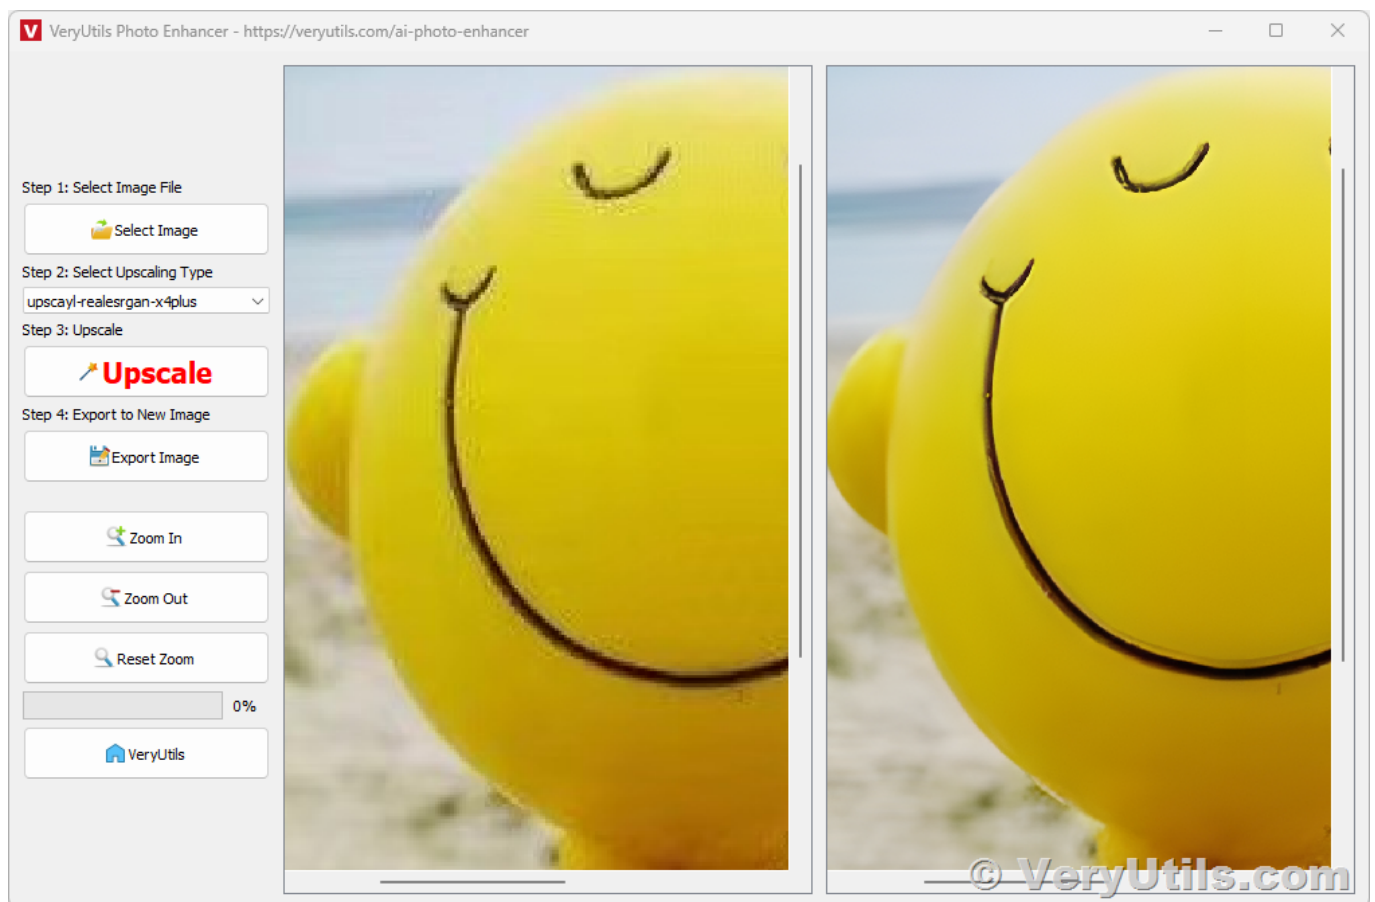 V VeryUtils Photo Enhancer - https://veryutils.com/ai-photo-enhancer
Step 1: Select Image File
Select Image
Step 2: Select Upscaling Type
upscayl-realesrgan-x4plus
Step 3: Upscale
Upscale
Step 4: Export to New Image
Export Image
Zoom In
Zoom Out
Reset Zoom
0%
VeryUtils
© VeryUtils.com